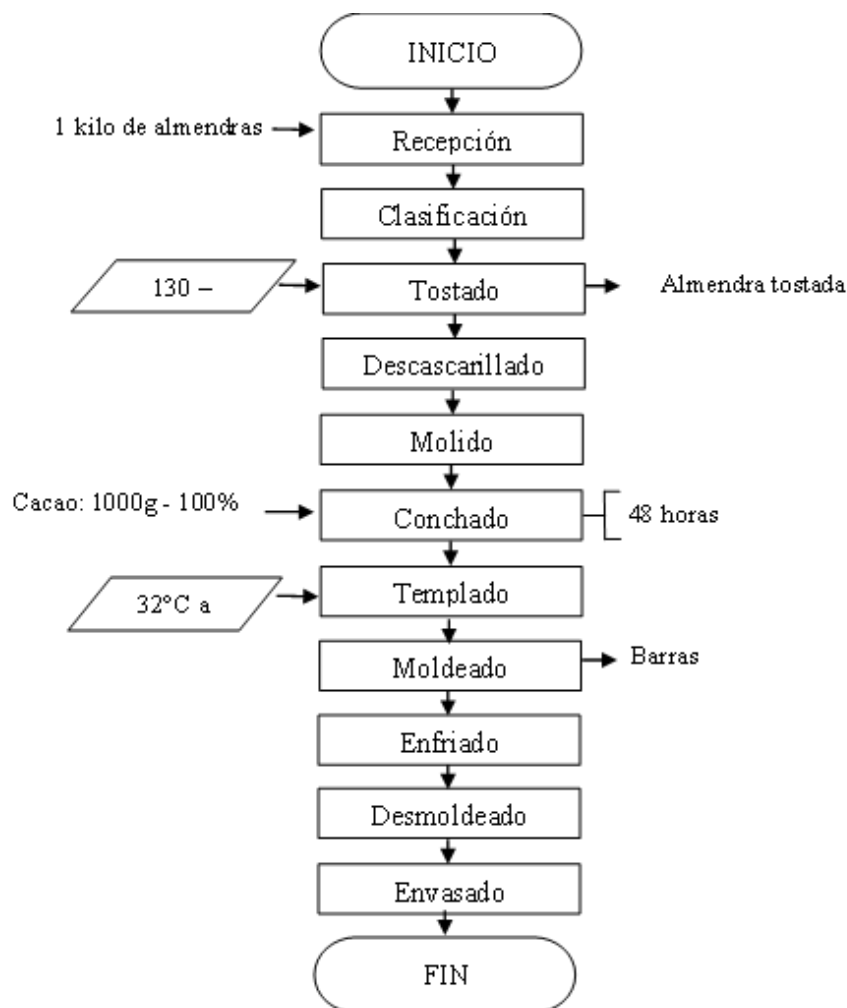 INICIO
1 kilo de almendras
Recepción
Clasificación
130 –
Tostado
Almendra tostada
Descascarillado
Molido
Cacao: 1000g - 100%
Conchado
48 horas
32°C a
Templado
Moldeado
Barras
Enfriado
Desmoldeado
Envasado
FIN